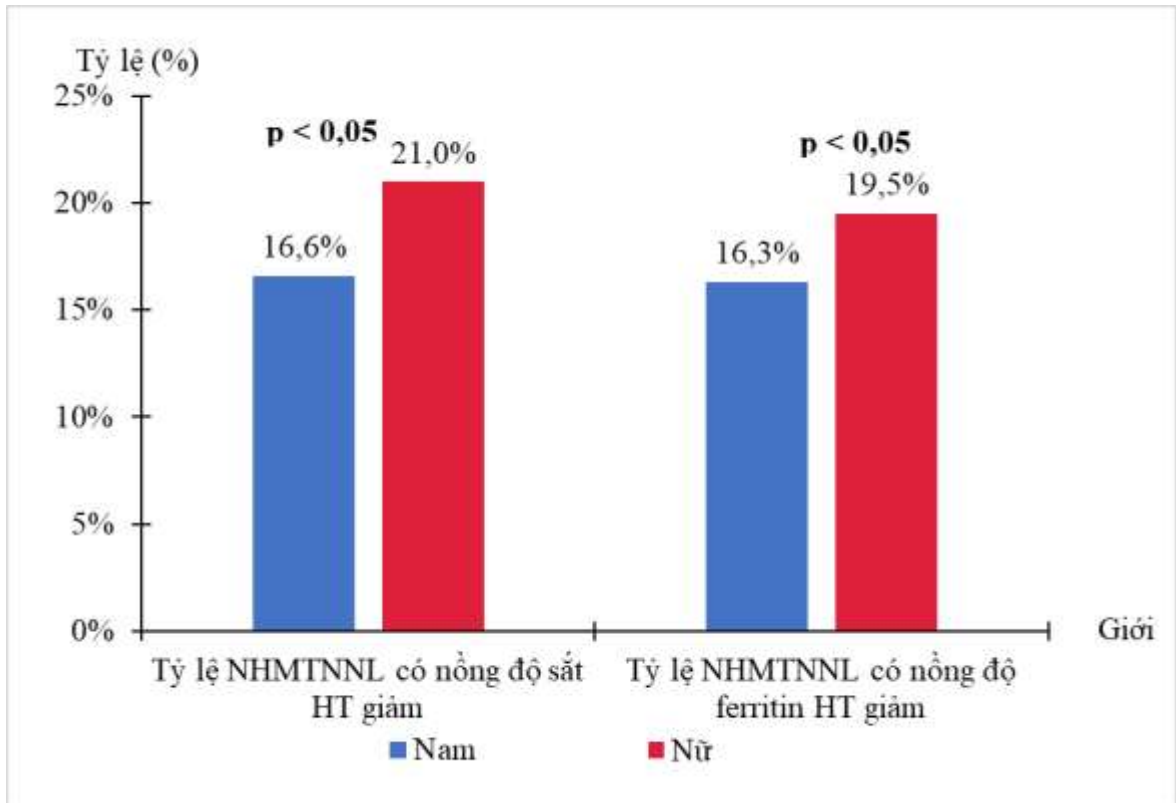 Tỷ lệ (%)
25%
20%
15%
10%
5%
0%
p < 0,05
p < 0,05
16,6%
21,0%
16,3%
19,5%
Giới
Tỷ lệ NHMTNNL có nồng độ sắt
HT giảm
Tỷ lệ NHMTNNL có nồng độ
ferritin HT giảm
Nam
Nữ